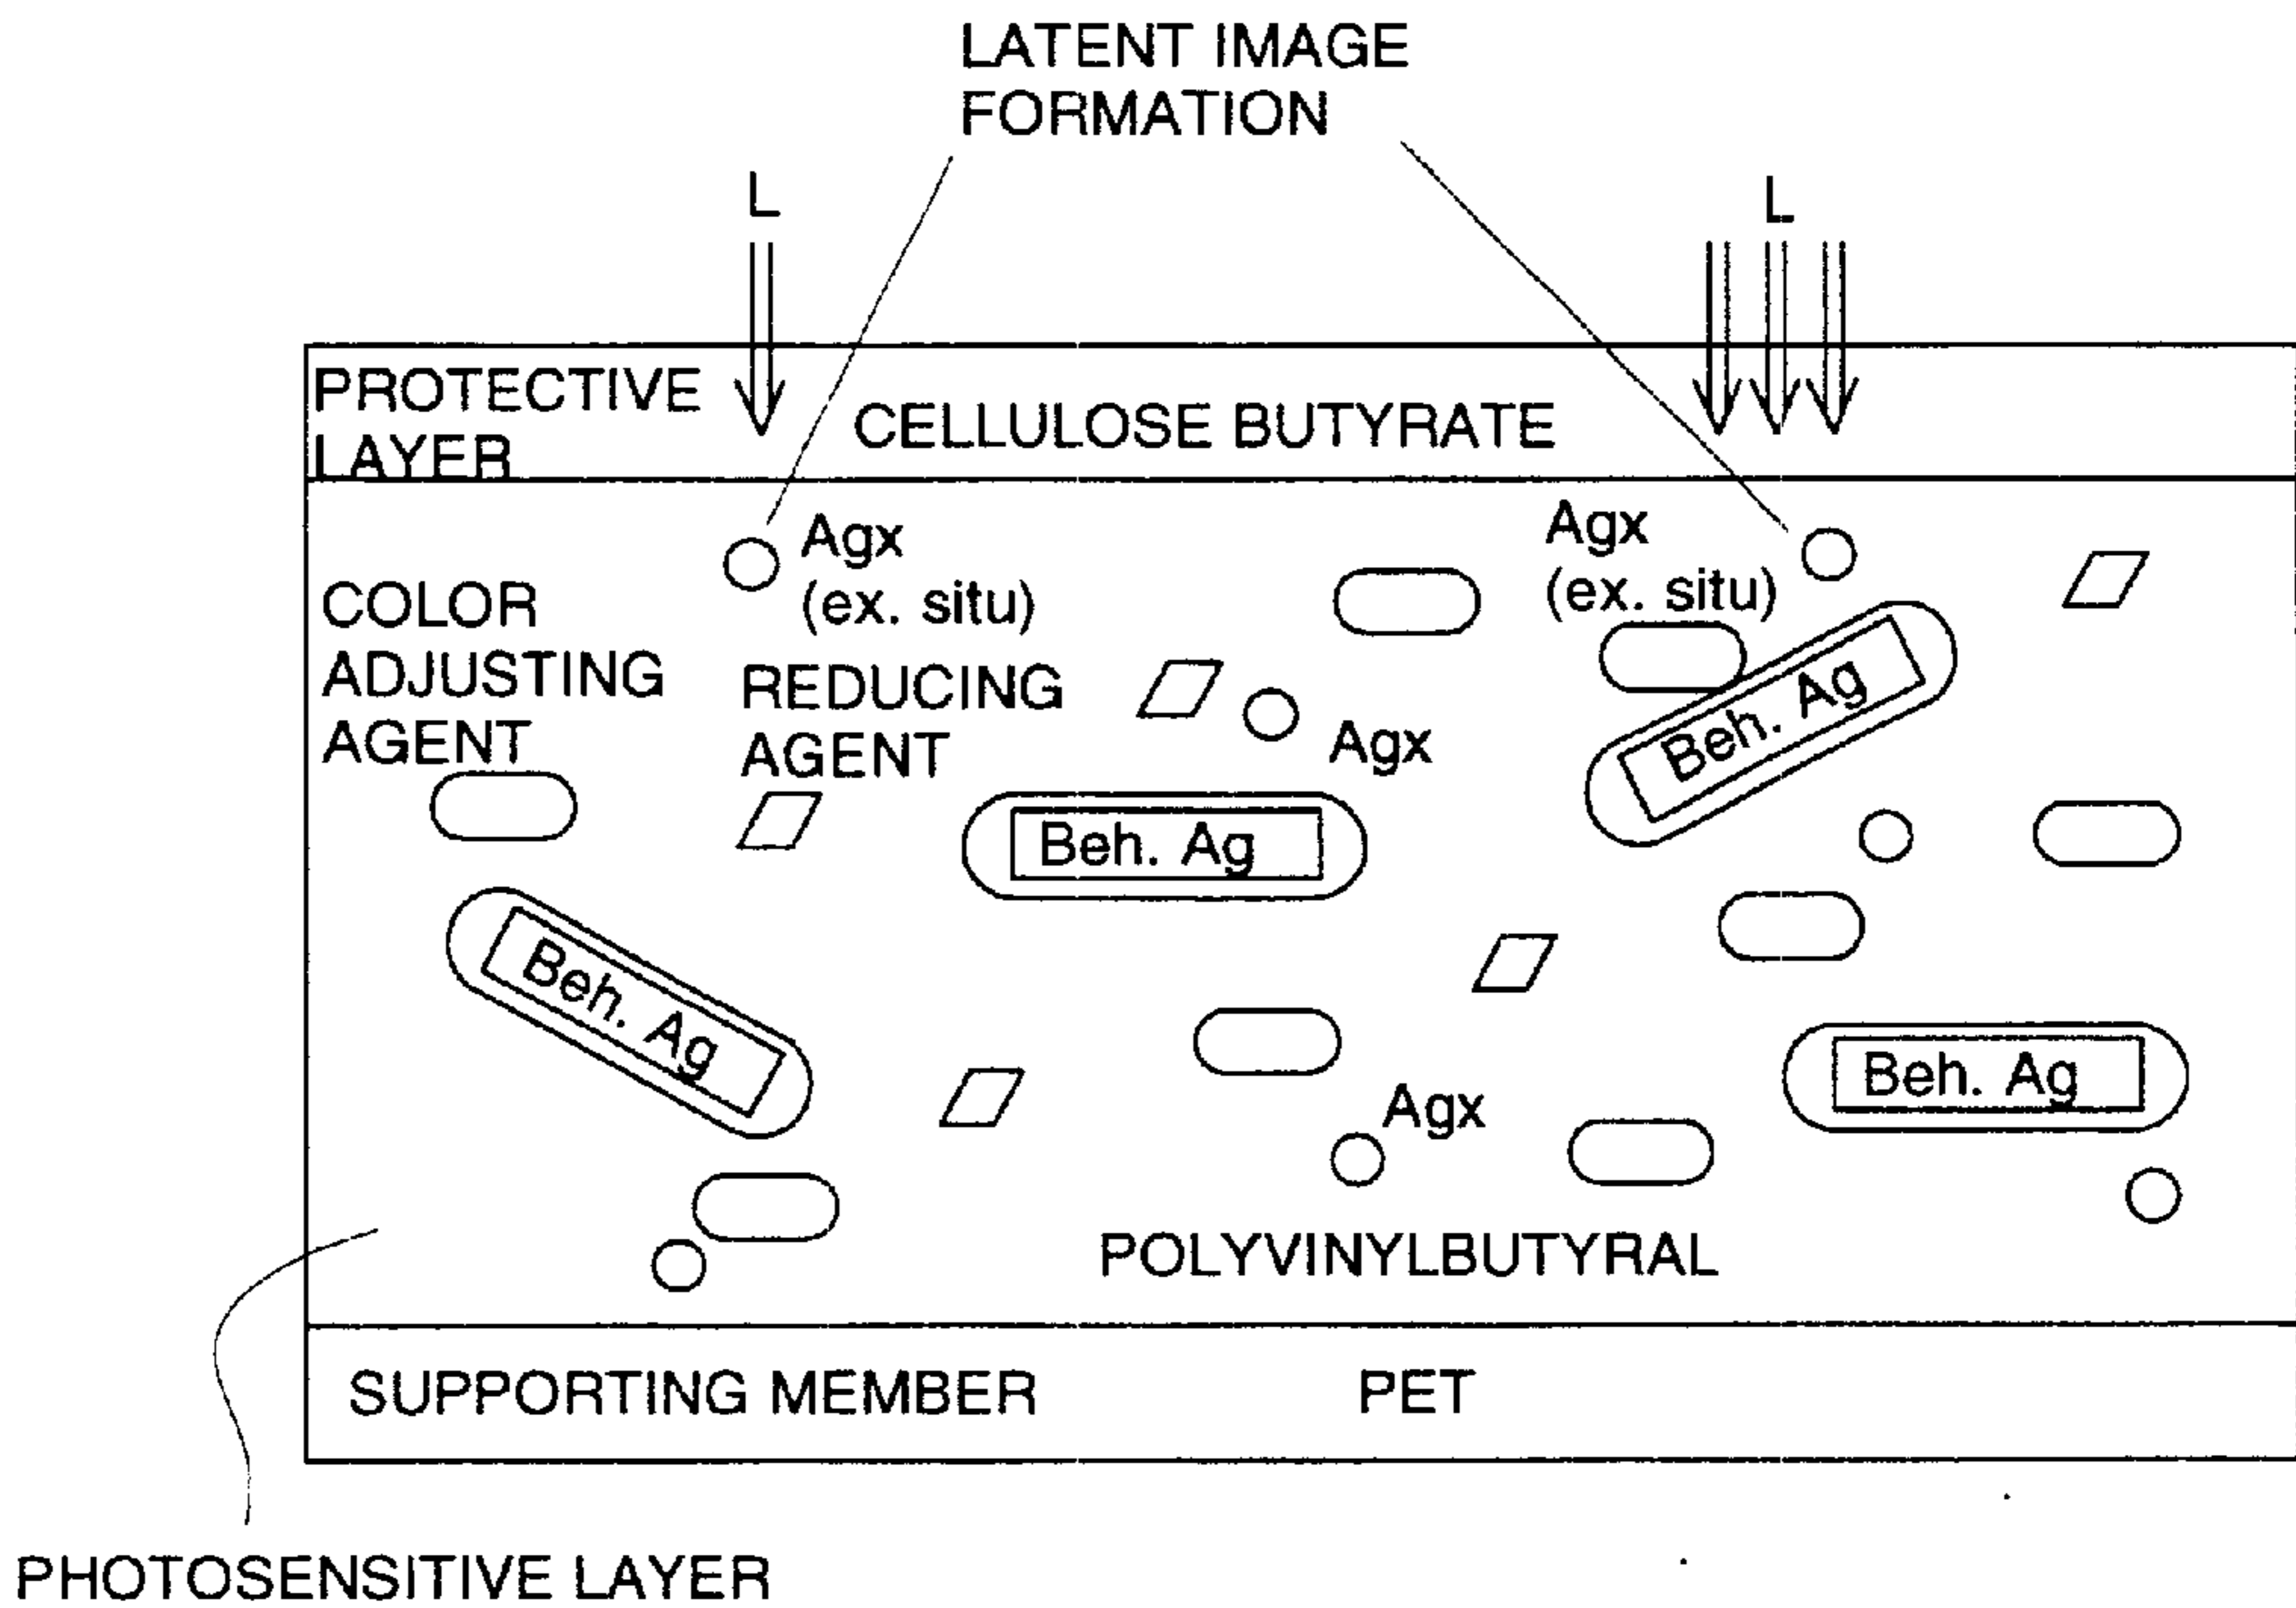 LATENT IMAGE
FORMATION
L
L
PROTECTIVE
LAYER
CELLULOSE BUTYRATE
Agx
(ex. situ)
Agx
(ex. situ)
COLOR
ADJUSTING
AGENT
REDUCING
AGENT
Agx
Beh. Ag
Beh. Ag
Beh. Ag
Beh. Ag
Agx
POLYVINYLBUTYRAL
SUPPORTING MEMBER
PET
PHOTOSENSITIVE LAYER